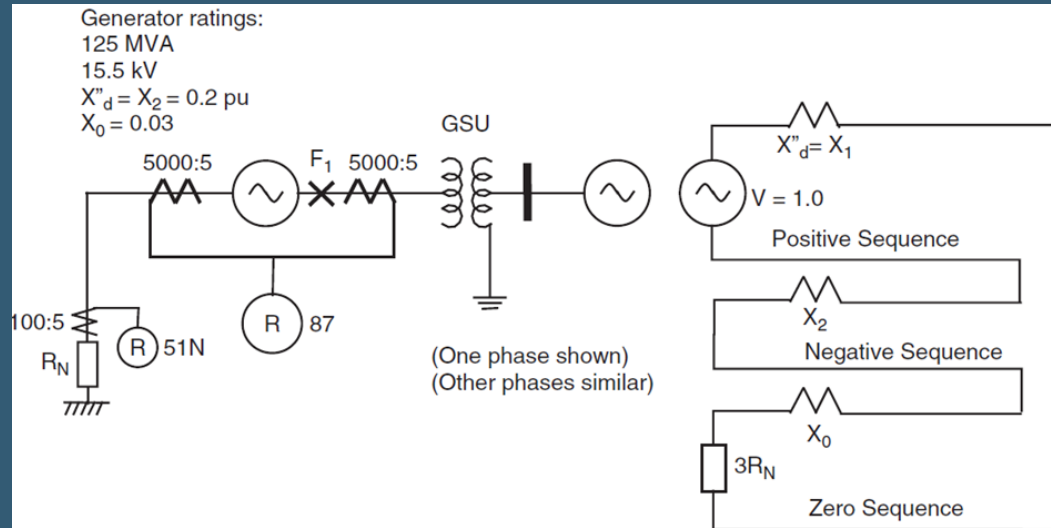 Generator ratings:
125 MVA
15.5 kV
X"d = X2 = 0.2 pu
X0 = 0.03
GSU
5000:5
F1
5000:5
100:5
R
51N
RN
R
87
(One phase shown)
(Other phases similar)
X"d= X1
V = 1.0
Positive Sequence
X2
Negative Sequence
X0
3RN
Zero Sequence